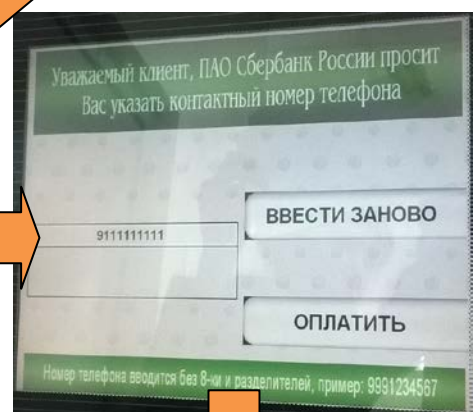 Уважаемый клиент, ПАО Сбербанк России просит
Вас указать контактный номер телефона
ВВЕСТИ ЗАНОВО
9111111111
ОПЛАТИТЬ
Номер телефона вводится без 8-ки и разделителей, пример: 9991234567